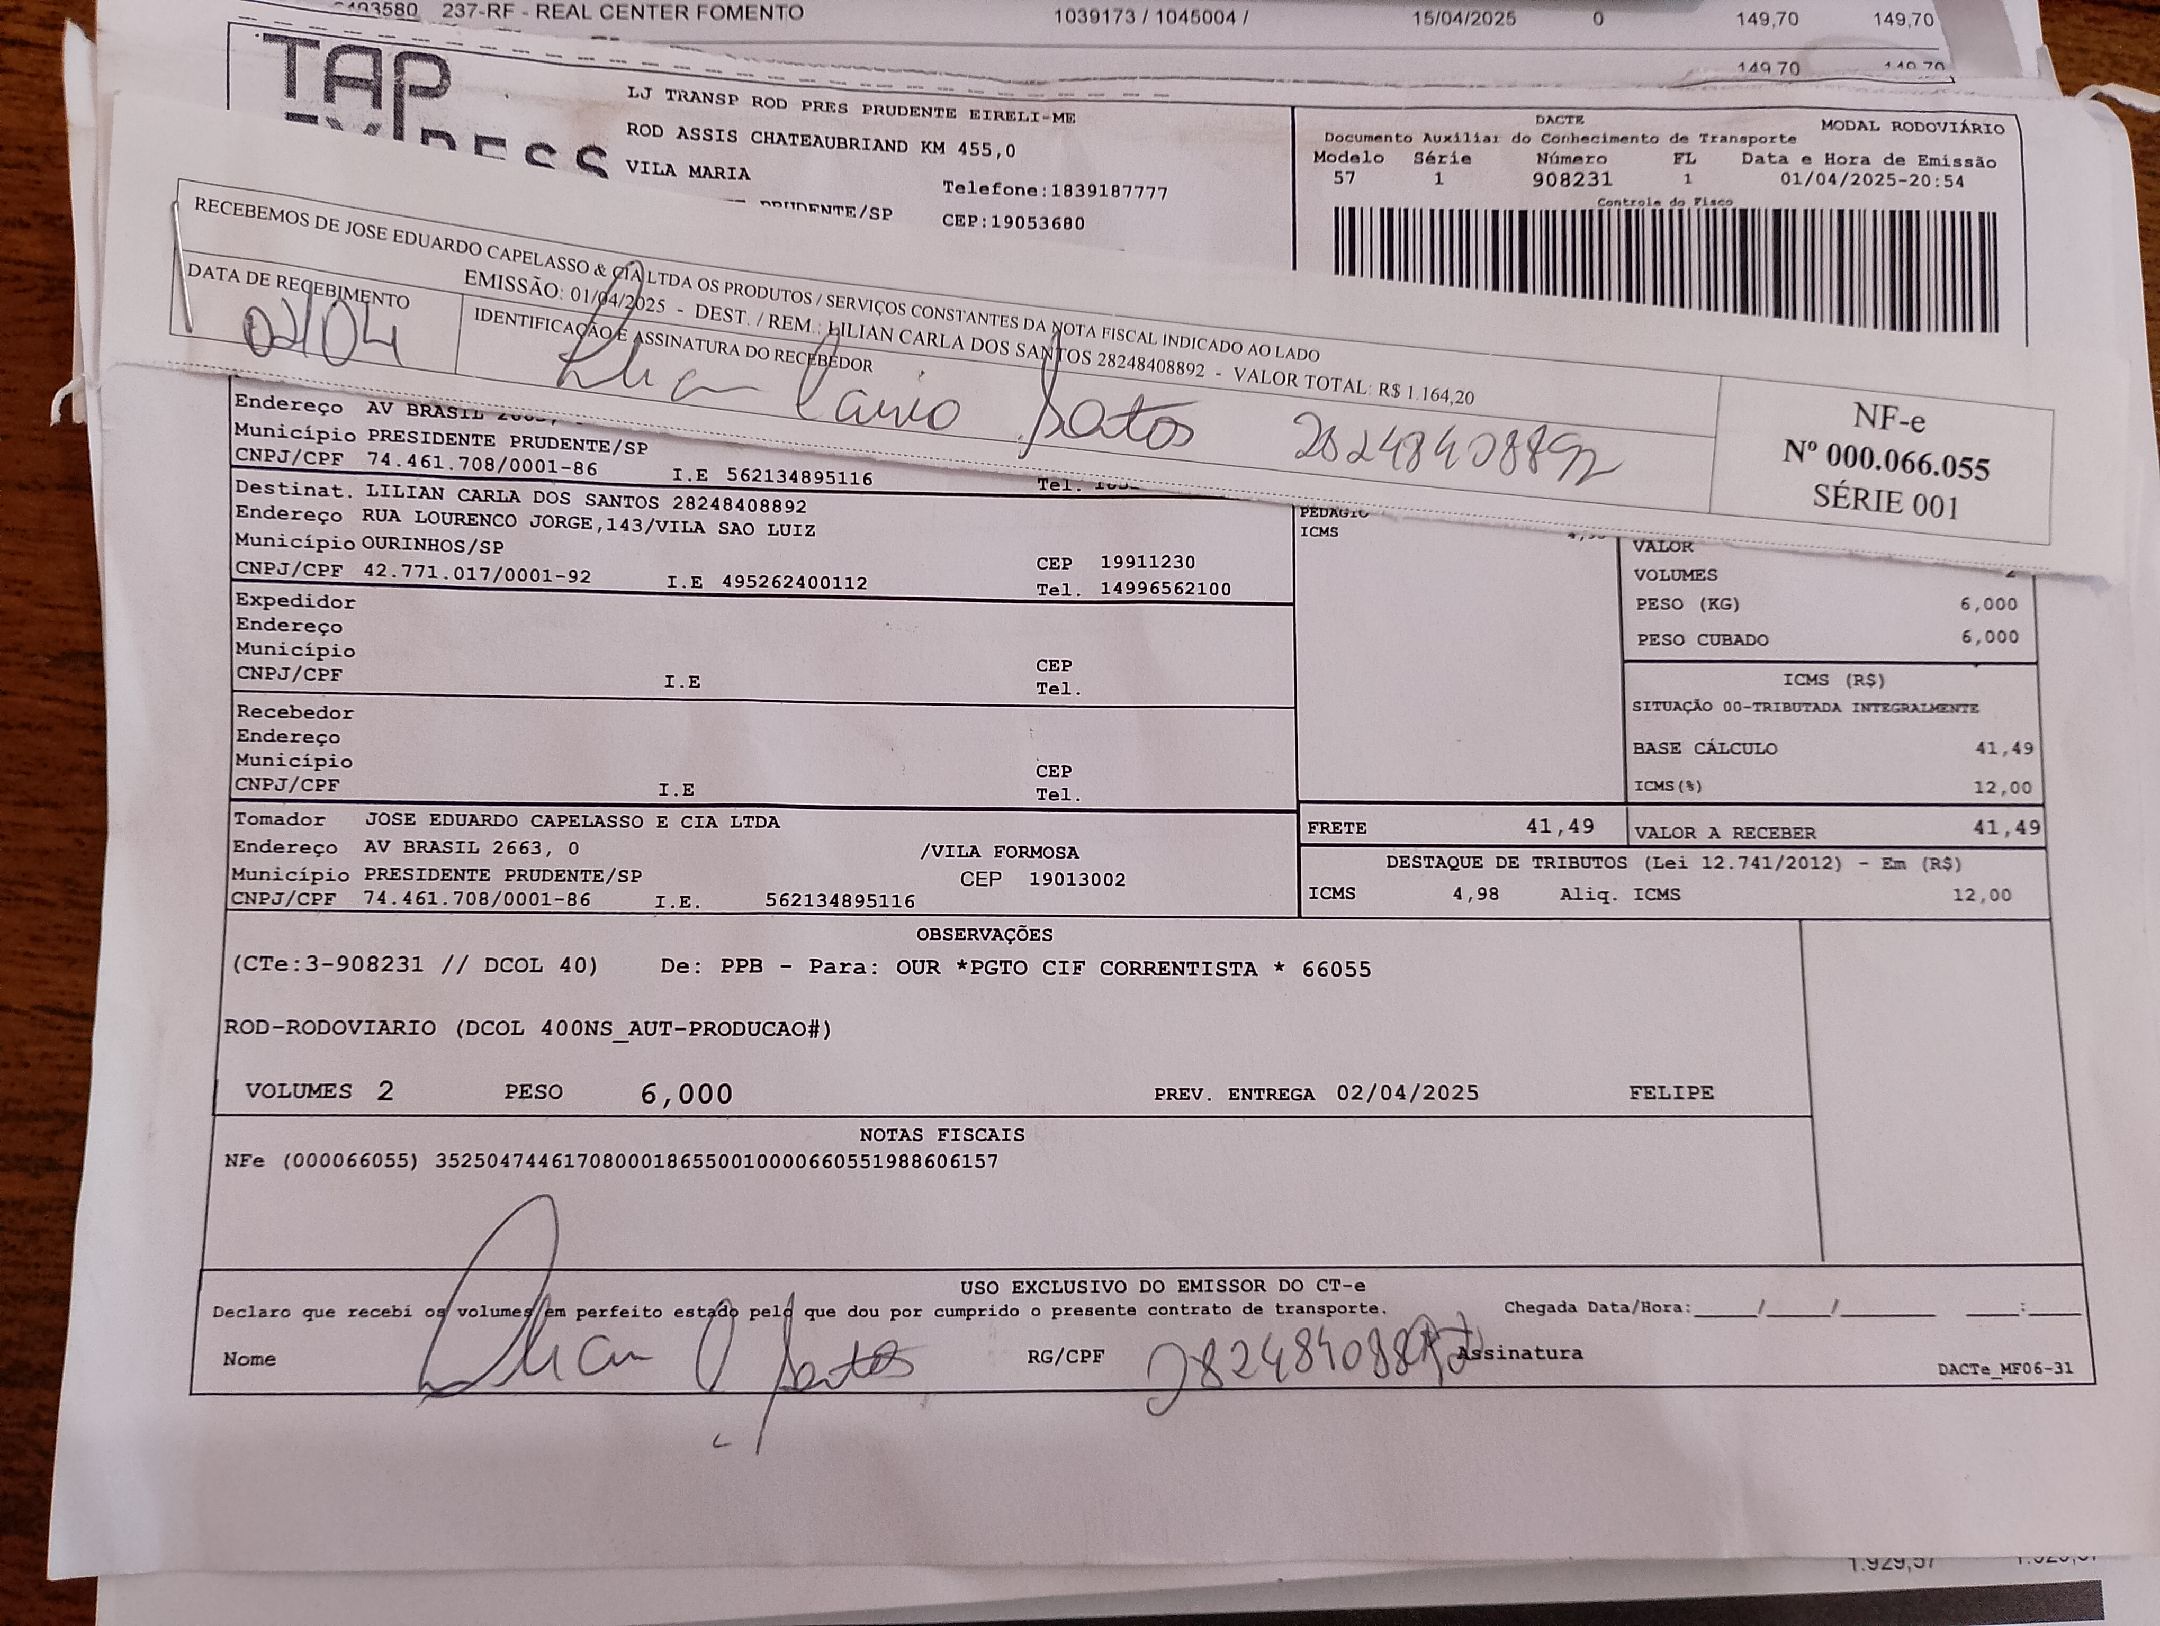 237-RF - REAL CENTER FOMENTO 1039173 / 1045004 / 15/04/2025 0 149,70 149,70
149,70
TAP
LJ TRANSP ROD PRES PRUDENTE EIRELI-ME
ROD ASSIS CHATEAUBRIAND KM 455,0
VILA MARIA
PRUDENTE/SP
Telefone:1839187777
CEP:19053680
DACTE
Documento Auxiliar do Conhecimento de Transporte MODAL RODOVIÁRIO
Modelo Série Número FL Data e Hora de Emissão
57 1 908231 1 01/04/2025-20:54
Controle do Fisco
RECEBEMOS DE JOSE EDUARDO CAPELASSO & CIA LTDA OS PRODUTOS / SERVIÇOS CONSTANTES DA NOTA FISCAL INDICADO AO LADO
EMISSÃO: 01/04/2025 - DEST. / REM.: LILIAN CARLA DOS SANTOS 28248408892 - VALOR TOTAL: R$ 1.164,20
DATA DE RECEBIMENTO
02/04
IDENTIFICAÇÃO E ASSINATURA DO RECEBEDOR
28248408892
NF-e
Nº 000.066.055
SÉRIE 001
Endereço AV BRASIL
Município PRESIDENTE PRUDENTE/SP
CNPJ/CPF 74.461.708/0001-86 I.E 562134895116 Tel.
Destinat. LILIAN CARLA DOS SANTOS 28248408892
Endereço RUA LOURENCO JORGE,143/VILA SAO LUIZ
Município OURINHOS/SP CEP 19911230
CNPJ/CPF 42.771.017/0001-92 I.E 495262400112 Tel. 14996562100
Expedidor
Endereço
Município CEP
CNPJ/CPF I.E Tel.
Recebedor
Endereço
Município CEP
CNPJ/CPF I.E Tel.
Tomador JOSE EDUARDO CAPELASSO E CIA LTDA
Endereço AV BRASIL 2663, 0 /VILA FORMOSA
Município PRESIDENTE PRUDENTE/SP CEP 19013002
CNPJ/CPF 74.461.708/0001-86 I.E. 562134895116
PEDAGIO
ICMS
VALOR
VOLUMES
PESO (KG) 6,000
PESO CUBADO 6,000
ICMS (R$)
SITUAÇÃO 00-TRIBUTADA INTEGRALMENTE
BASE CÁLCULO 41,49
ICMS(%) 12,00
FRETE 41,49 VALOR A RECEBER 41,49
DESTAQUE DE TRIBUTOS (Lei 12.741/2012) - Em (R$)
ICMS 4,98 Aliq. ICMS 12,00
OBSERVAÇÕES
(CTe:3-908231 // DCOL 40) De: PPB - Para: OUR *PGTO CIF CORRENTISTA * 66055
ROD-RODOVIARIO (DCOL 400NS_AUT-PRODUCAO#)
VOLUMES 2 PESO 6,000 PREV. ENTREGA 02/04/2025 FELIPE
NOTAS FISCAIS
NFe (000066055) 35250474461708000186550010000660551988606157
USO EXCLUSIVO DO EMISSOR DO CT-e
Declaro que recebi os volumes em perfeito estado pelo que dou por cumprido o presente contrato de transporte. Chegada Data/Hora:____/____/________ ___:____
Nome RG/CPF Assinatura
DACTe_MF06-31